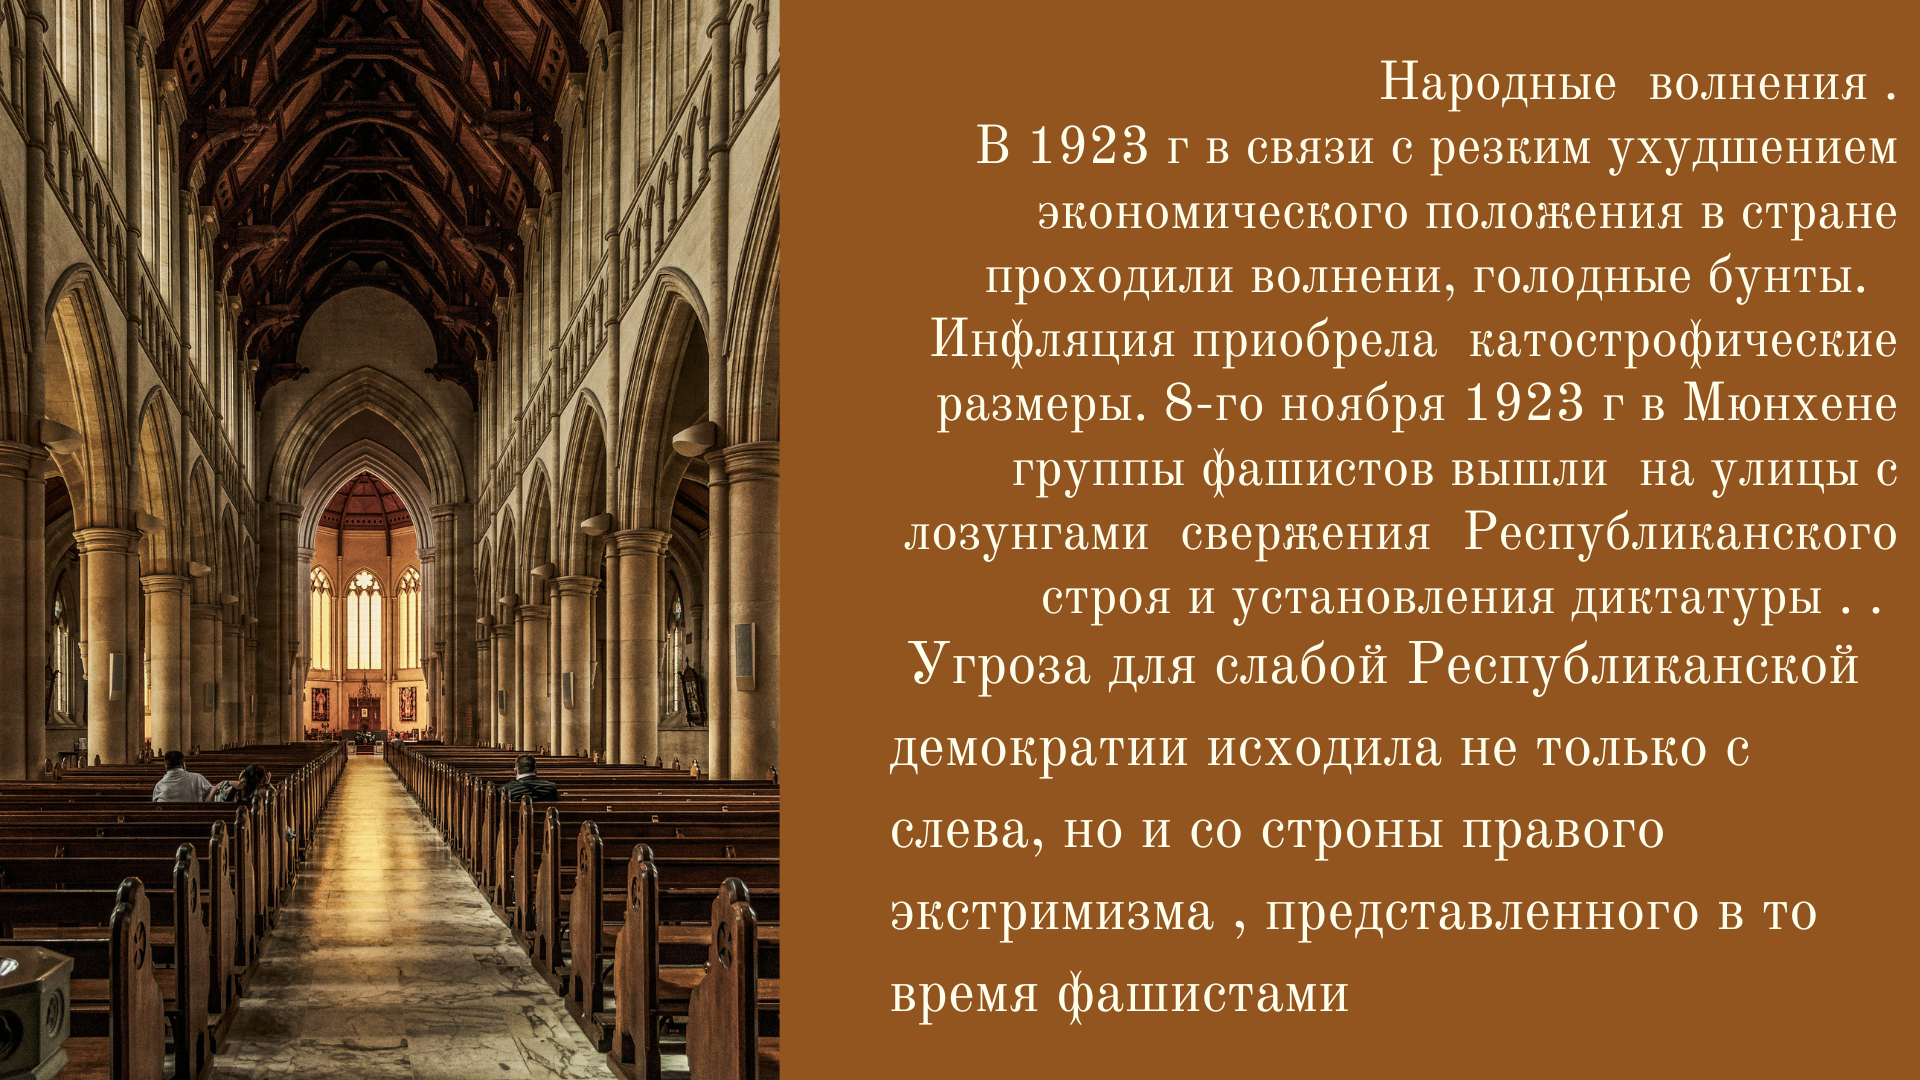 Народные волнения .
В 1923 г в связи с резким ухудшением
экономического положения в стране
проходили волнени, голодные бунты.
Инфляция приобрела катострофические
размеры. 8-го ноября 1923 г в Мюнхене
группы фашистов вышли на улицы с
лозунгами свержения Республиканского
строя и установления диктатуры . .
Угроза для слабой Республиканской
демократии исходила не только с
слева, но и со строны правого
экстримизма , представленного в то
время фашистами